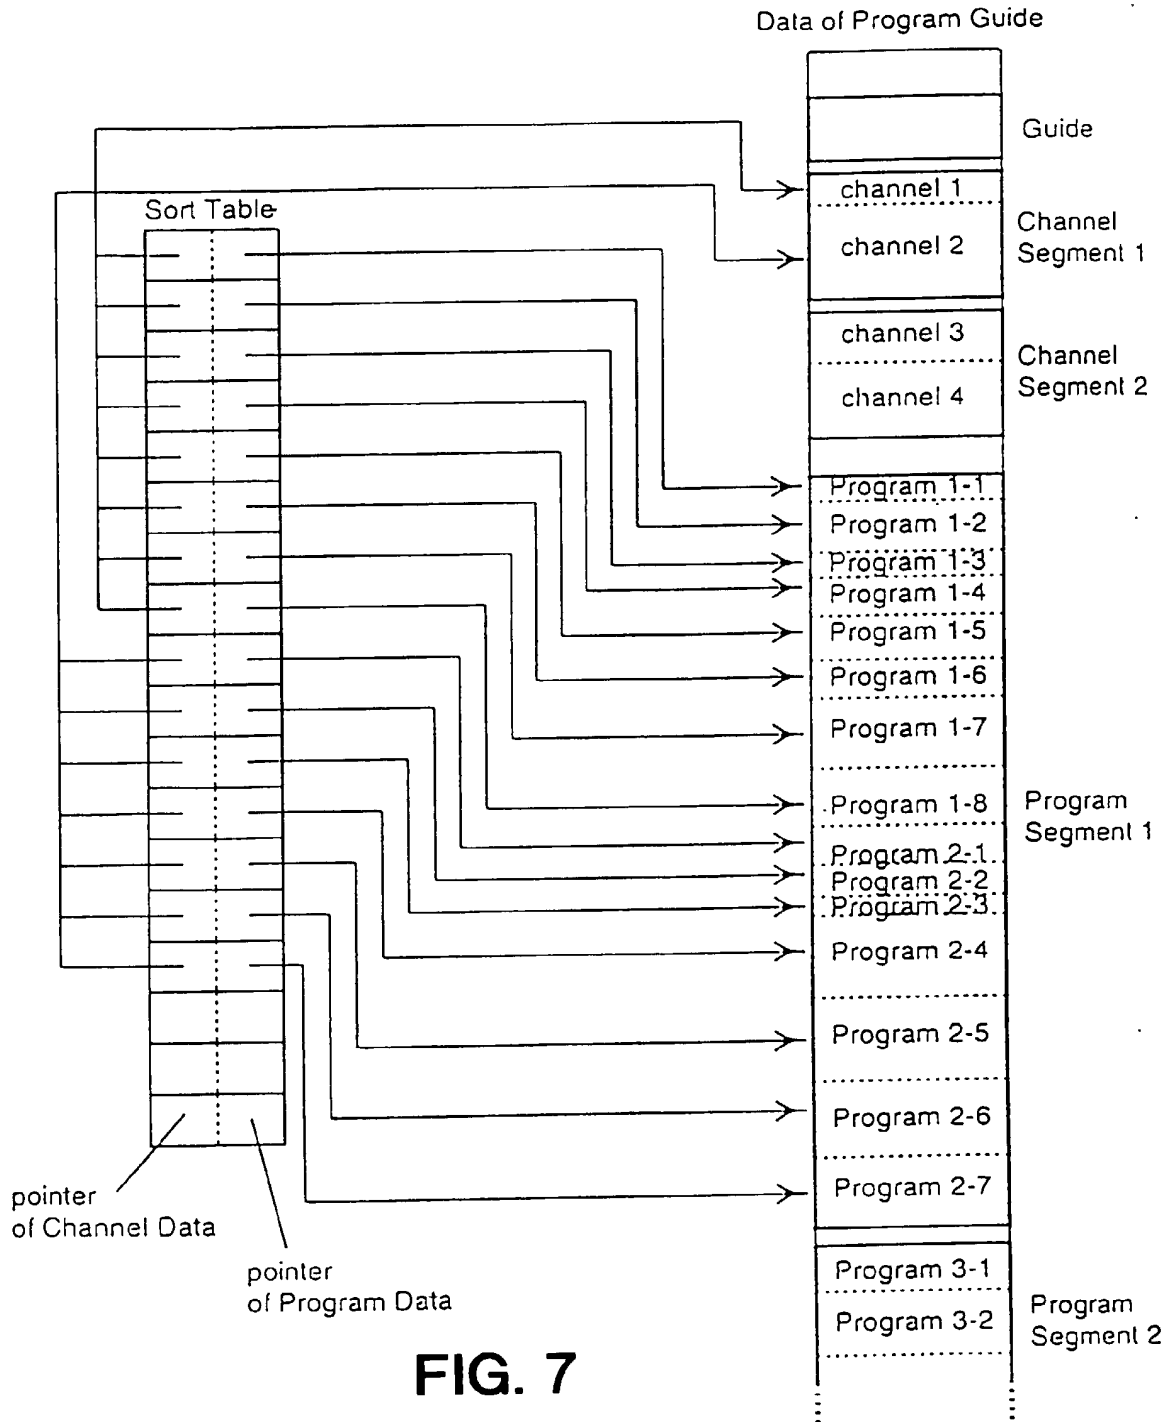 Data of Program Guide
Guide
channel 1
channel 2
Channel
Segment 1
channel 3
channel 4
Channel
Segment 2
Sort Table
Program 1-1
Program 1-2
Program 1-3
Program 1-4
Program 1-5
Program 1-6
Program 1-7
Program 1-8
Program 2-1
Program 2-2
Program 2-3
Program 2-4
Program 2-5
Program 2-6
Program 2-7
Program
Segment 1
pointer
of Channel Data
pointer
of Program Data
Program 3-1
Program 3-2
Program
Segment 2
FIG. 7